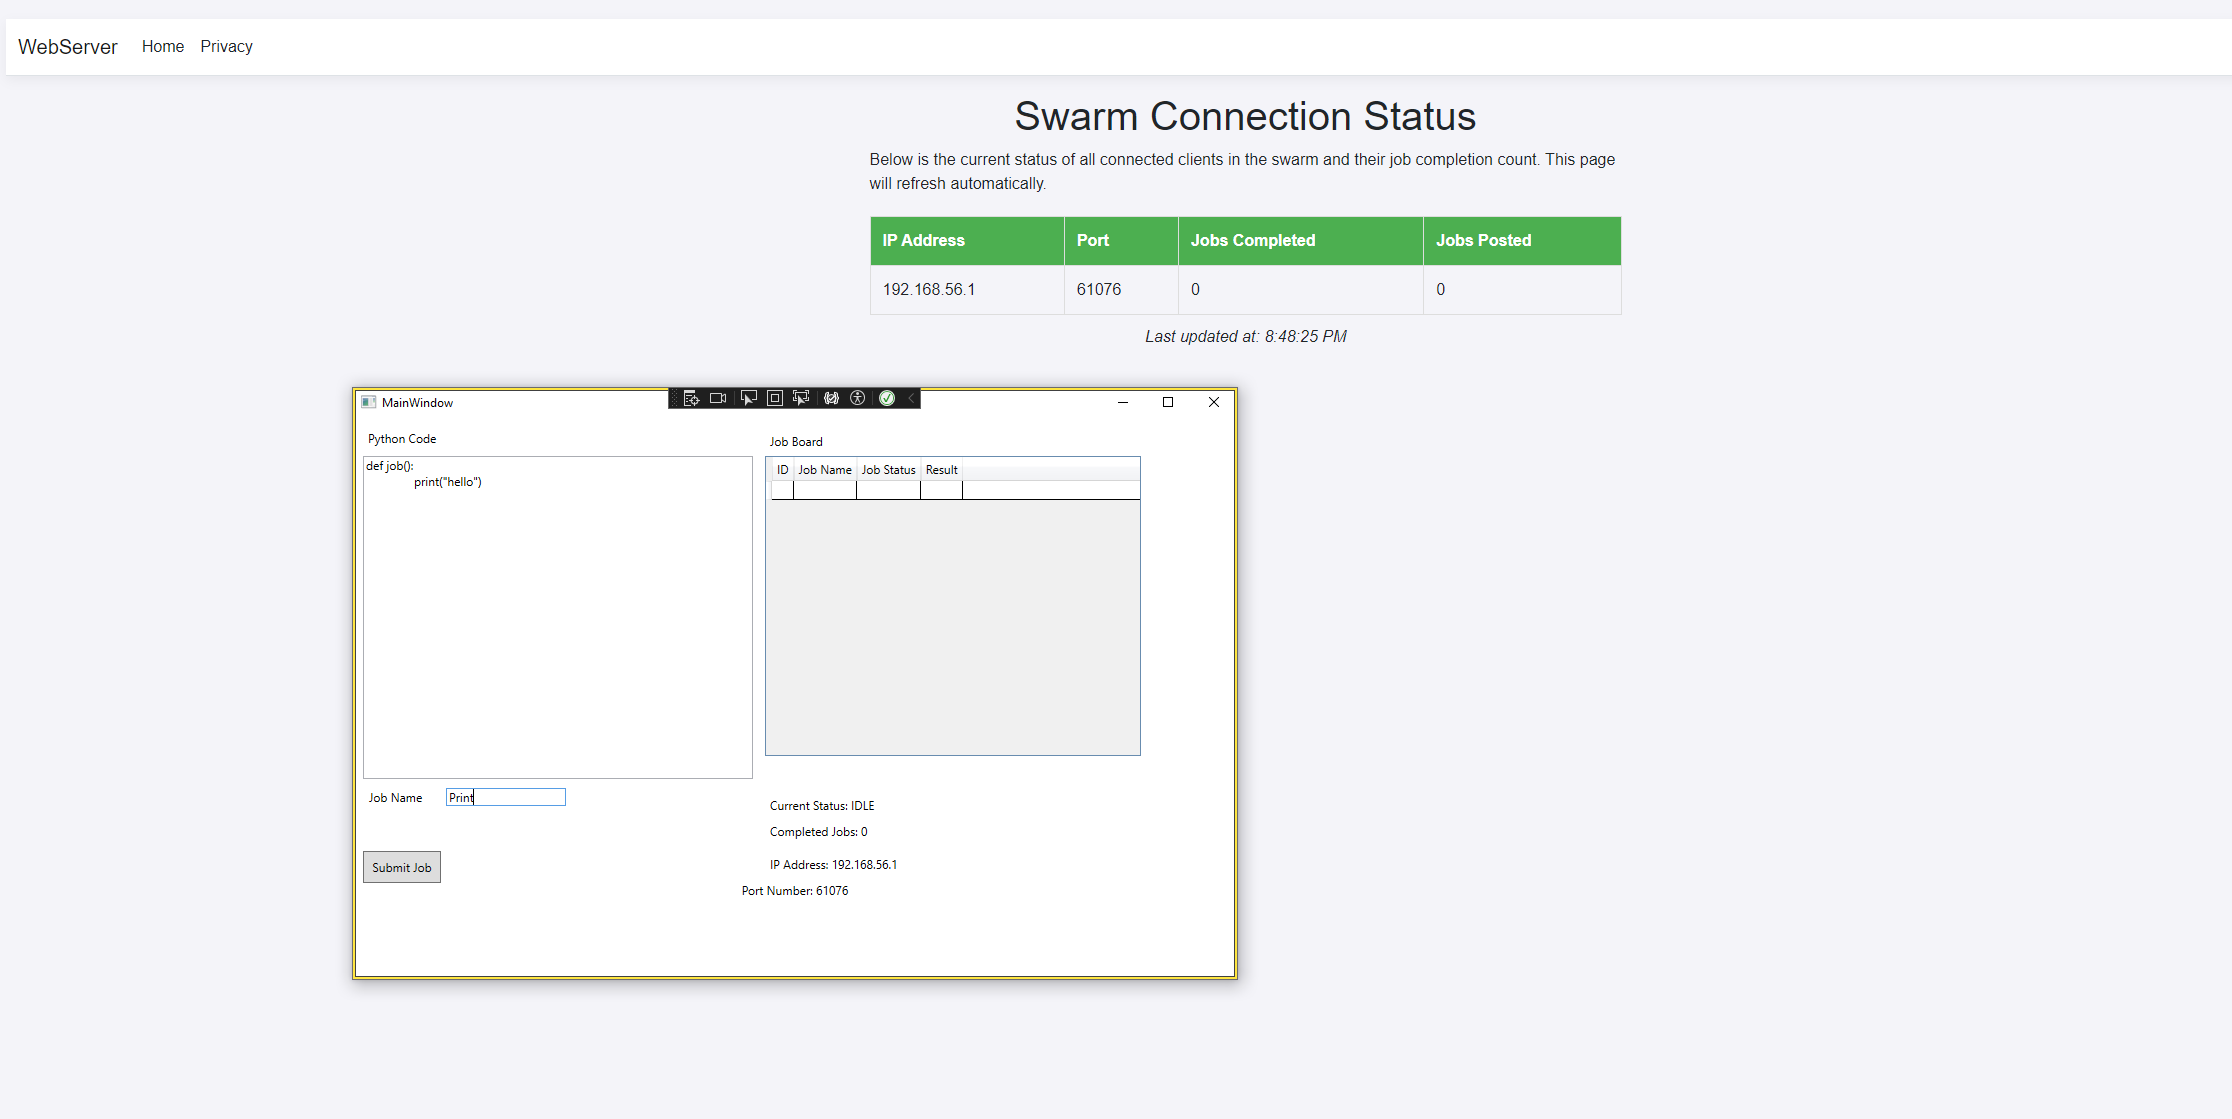 WebServer Home Privacy
Swarm Connection Status
Below is the current status of all connected clients in the swarm and their job completion count. This page
will refresh automatically.
IP Address Port Jobs Completed Jobs Posted
192.168.56.1 61076 0 0
Last updated at: 8:48:25 PM
MainWindow
Python Code
def job():
print("hello")
Job Name Print
Submit Job
Job Board
ID Job Name Job Status Result
Current Status: IDLE
Completed Jobs: 0
IP Address: 192.168.56.1
Port Number: 61076